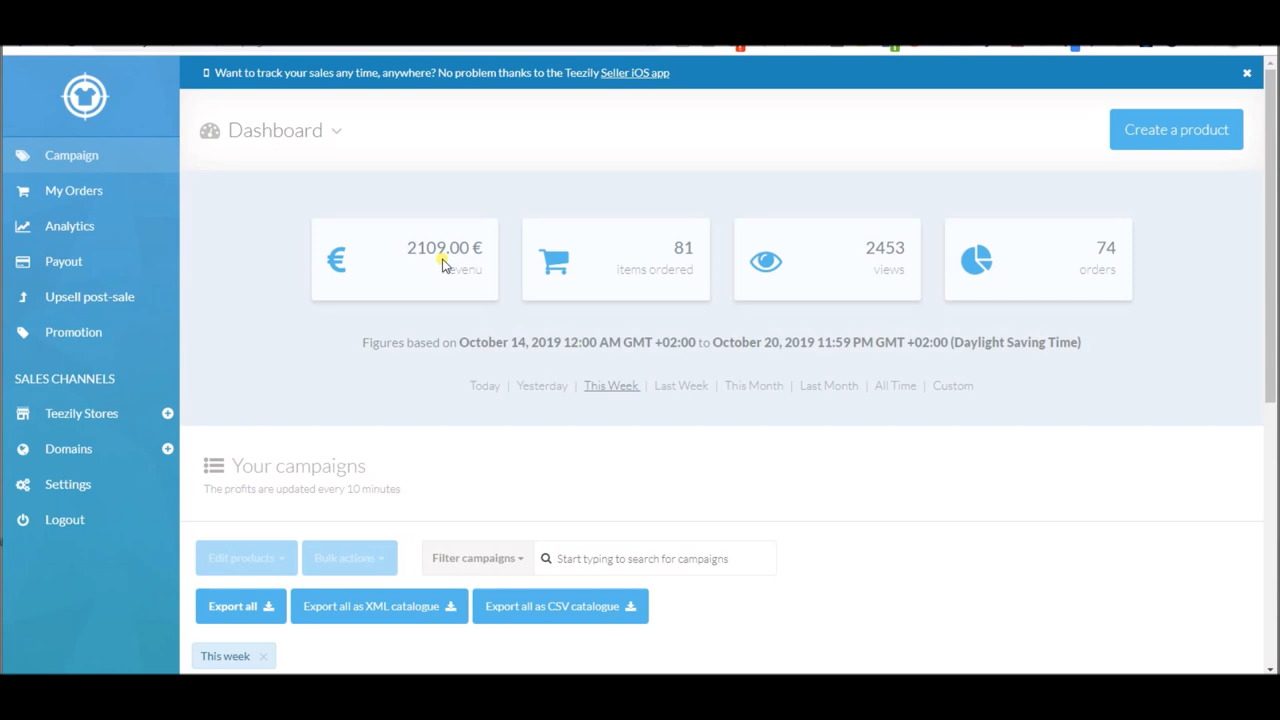 Want to track your sales any time, anywhere? No problem thanks to the Teezily Seller iOS app
Dashboard
Create a product
Campaign
My Orders
Analytics
Payout
Upsell post-sale
Promotion
SALES CHANNELS
Teezily Stores
Domains
Settings
Logout
2109.00 €
revenu
81
items ordered
2453
views
74
orders
Figures based on October 14, 2019 12:00 AM GMT +02:00 to October 20, 2019 11:59 PM GMT +02:00 (Daylight Saving Time)
Today | Yesterday | This Week | Last Week | This Month | Last Month | All Time | Custom
Your campaigns
The profits are updated every 10 minutes
Edit products
Bulk actions
Filter campaigns
Start typing to search for campaigns
Export all
Export all as XML catalogue
Export all as CSV catalogue
This week